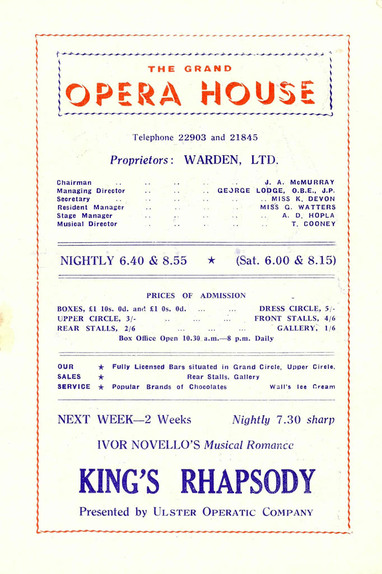 THE GRAND
OPERA HOUSE
Telephone 22903 and 21845
Proprietors: WARDEN, LTD.
Chairman .. .. .. .. .. J. A. McMURRAY
Managing Director .. .. .. GEORGE LODGE, O.B.E., J.P.
Secretary .. .. .. .. .. MISS K. DEVON
Resident Manager .. .. .. .. MISS G. WATTERS
Stage Manager .. .. .. .. A. D. HOPLA
Musical Director .. .. .. .. T. COONEY
NIGHTLY 6.40 & 8.55 ★ (Sat. 6.00 & 8.15)
PRICES OF ADMISSION
BOXES, £1 10s. 0d. and £1 0s. 0d. ... ... DRESS CIRCLE, 5/-
UPPER CIRCLE, 3/- ... ... ... FRONT STALLS, 4/6
REAR STALLS, 2/6 ... ... ... GALLERY, 1/6
Box Office Open 10.30 a.m.—8 p.m. Daily
OUR ★ Fully Licensed Bars situated in Grand Circle, Upper Circle,
SALES ★ Rear Stalls, Gallery
SERVICE ★ Popular Brands of Chocolates Wall's Ice Cream
NEXT WEEK—2 Weeks Nightly 7.30 sharp
IVOR NOVELLO'S Musical Romance
KING'S RHAPSODY
Presented by ULSTER OPERATIC COMPANY